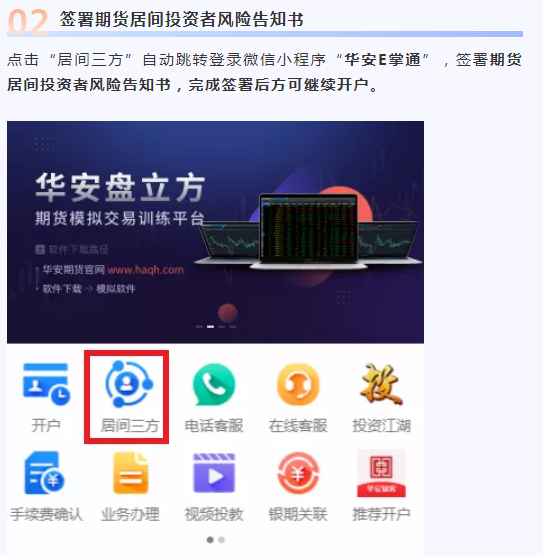 02 签署期货居间投资者风险告知书
点击“居间三方”自动跳转登录微信小程序“华安E掌通”，签署期货
居间投资者风险告知书，完成签署后方可继续开户。
华安盘立方
期货模拟交易训练平台
软件下载路径
华安期货官网 www.haqh.com
软件下载 → 模拟软件
开户 居间三方 电话客服 在线客服 投资江湖
投
手续费确认 业务办理 视频投教 银期关联 推荐开户